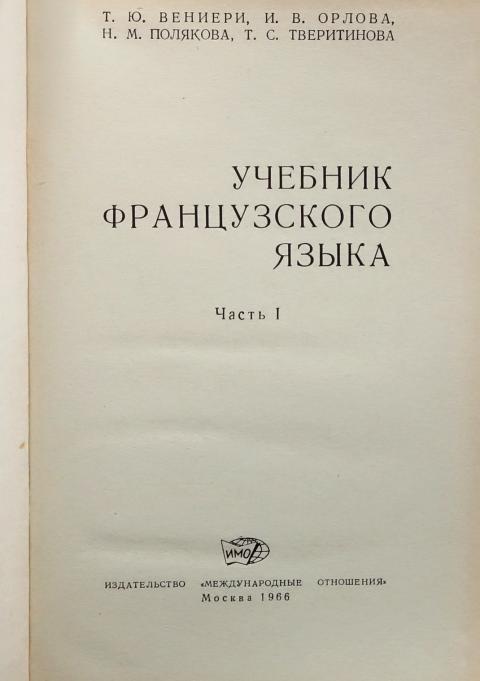 Т. Ю. ВЕНИЕРИ, И. В. ОРЛОВА,
Н. М. ПОЛЯКОВА, Т. С. ТВЕРИТИНОВА
УЧЕБНИК
ФРАНЦУЗСКОГО
ЯЗЫКА
Часть I
ИМО
ИЗДАТЕЛЬСТВО «МЕЖДУНАРОДНЫЕ ОТНОШЕНИЯ»
Москва 1966